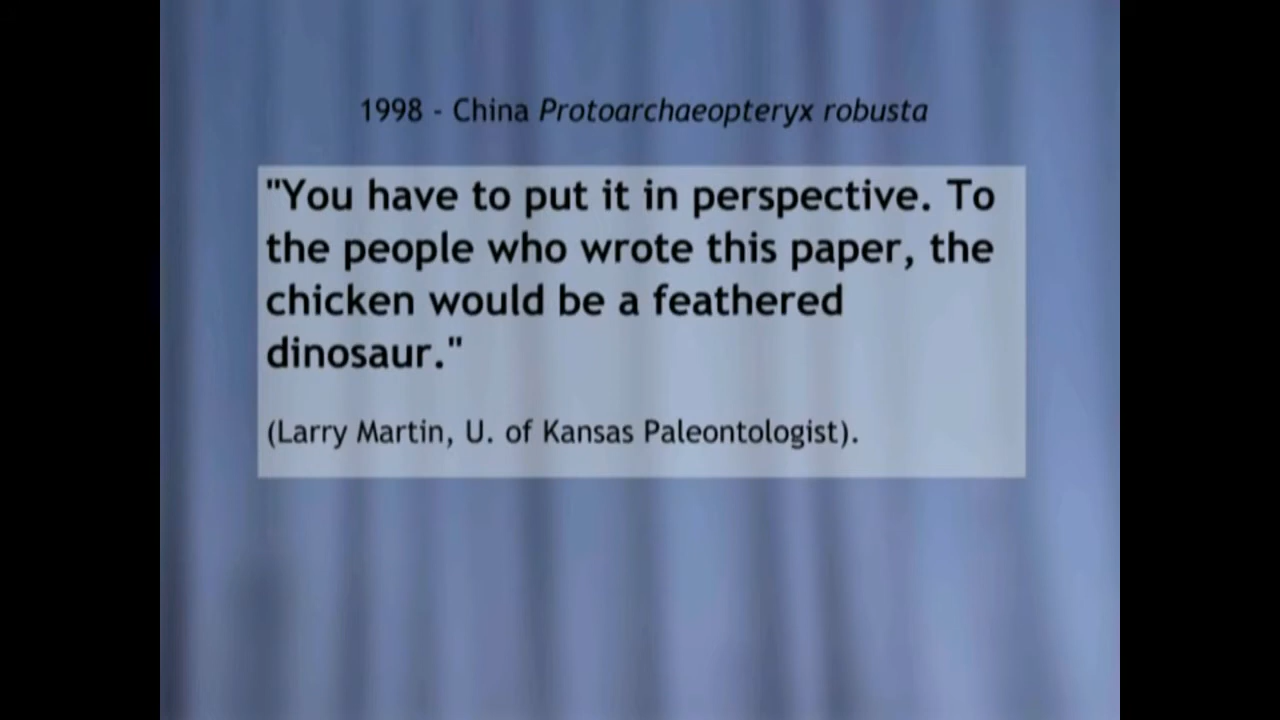 1998 - China Protoarchaeopteryx robusta
"You have to put it in perspective. To
the people who wrote this paper, the
chicken would be a feathered
dinosaur."
(Larry Martin, U. of Kansas Paleontologist).